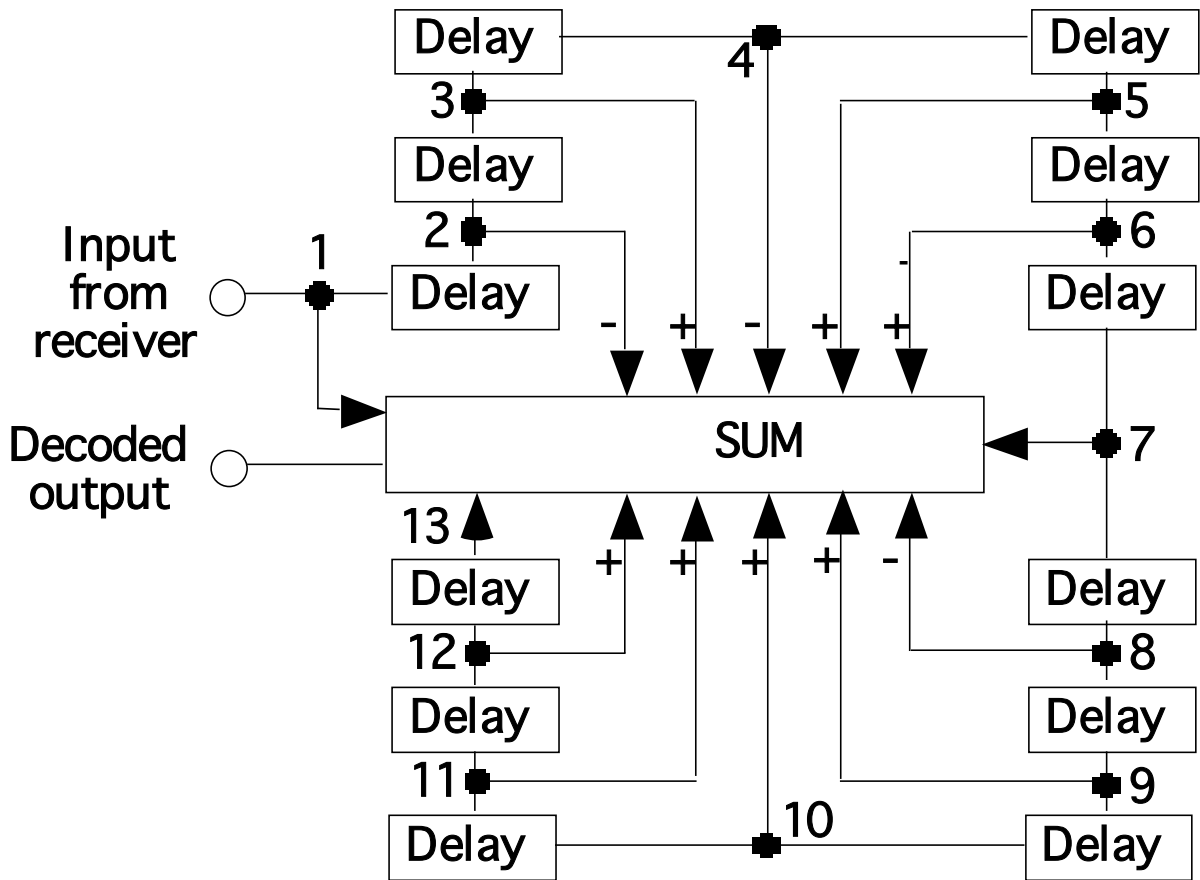 Delay
4
Delay
3
5
Delay
Delay
2
6
Input
from
receiver
1
Delay
Delay
-
-
+
-
+
+
SUM
7
Decoded
output
13
+
+
+
+
-
Delay
Delay
12
8
Delay
Delay
11
9
10
Delay
Delay